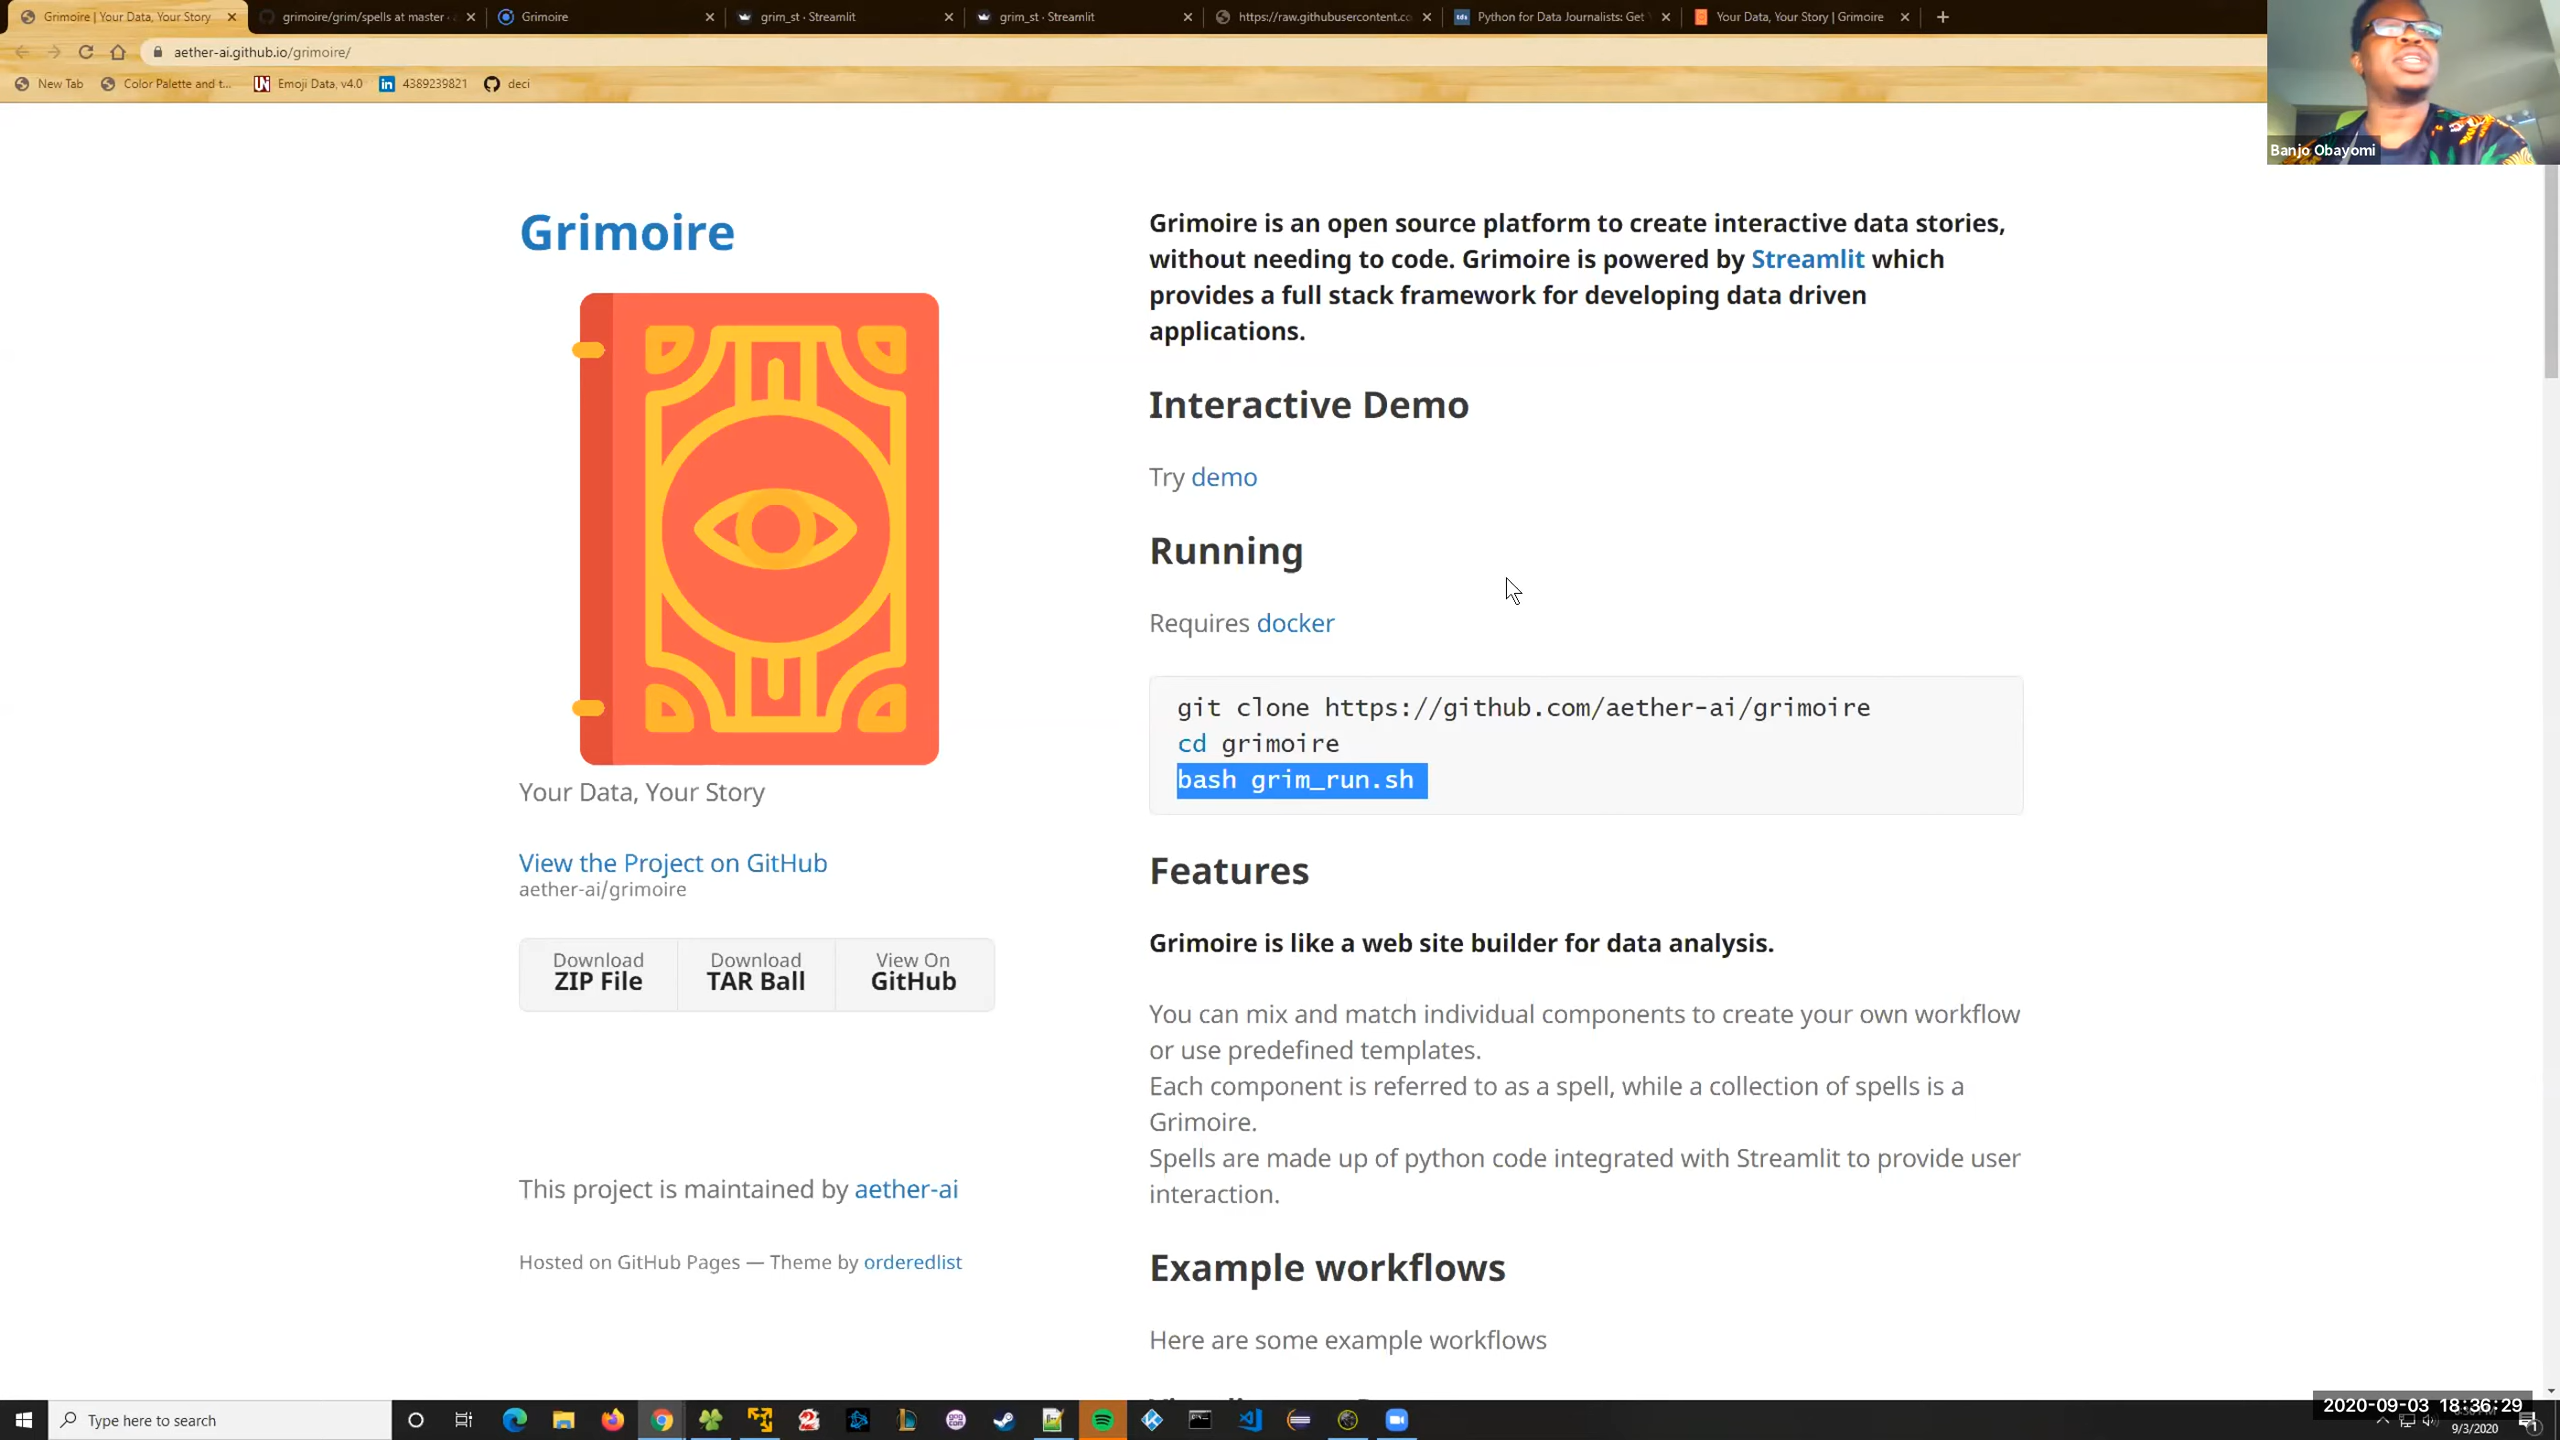 Grimoire | Your Data, Your Story
grimoire/grim/spells at master ·
Grimoire
grim_st · Streamlit
grim_st · Streamlit
https://raw.githubusercontent.co
Python for Data Journalists: Get
Your Data, Your Story | Grimoire
aether-ai.github.io/grimoire/
New Tab
Color Palette and t...
Emoji Data, v4.0
4389239821
deci
Banjo Obayomi
Grimoire
Your Data, Your Story
View the Project on GitHub
aether-ai/grimoire
Download
ZIP File
Download
TAR Ball
View On
GitHub
This project is maintained by aether-ai
Hosted on GitHub Pages — Theme by orderedlist
Grimoire is an open source platform to create interactive data stories,
without needing to code. Grimoire is powered by Streamlit which
provides a full stack framework for developing data driven
applications.
Interactive Demo
Try demo
Running
Requires docker
git clone https://github.com/aether-ai/grimoire
cd grimoire
bash grim_run.sh
Features
Grimoire is like a web site builder for data analysis.
You can mix and match individual components to create your own workflow
or use predefined templates.
Each component is referred to as a spell, while a collection of spells is a
Grimoire.
Spells are made up of python code integrated with Streamlit to provide user
interaction.
Example workflows
Here are some example workflows
Type here to search
2020-09-03 18:36:29
9/3/2020